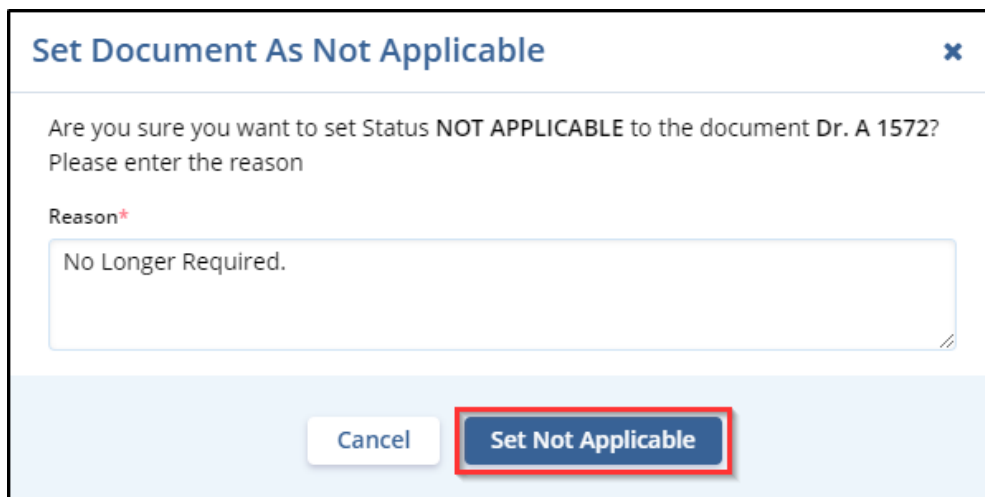 Set Document As Not Applicable
Are you sure you want to set Status NOT APPLICABLE to the document Dr. A 1572?
Please enter the reason
Reason*
No Longer Required.
Cancel
Set Not Applicable